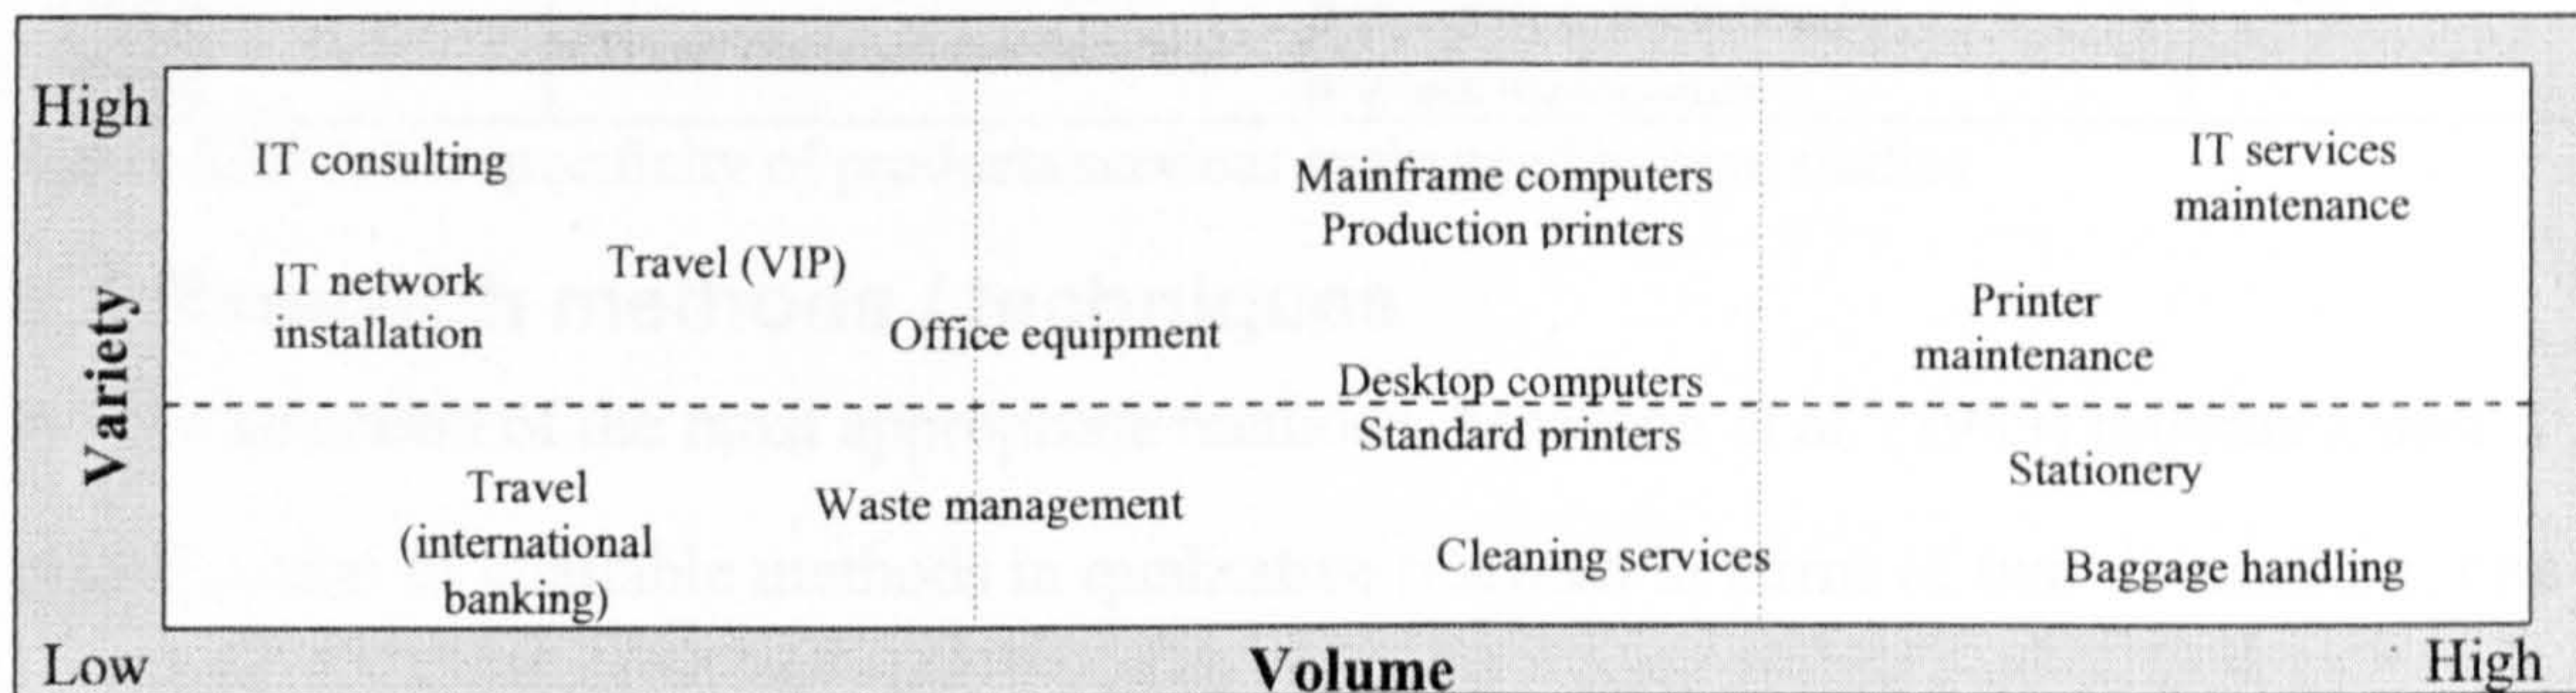 High
IT consulting
IT network
installation
Travel (VIP)
Office equipment
Mainframe computers
Production printers
Desktop computers
IT services
maintenance
Printer
maintenance
Variety
Travel
(international
banking)
Waste management
Standard printers
Cleaning services
Stationery
Baggage handling
Low
Volume
High